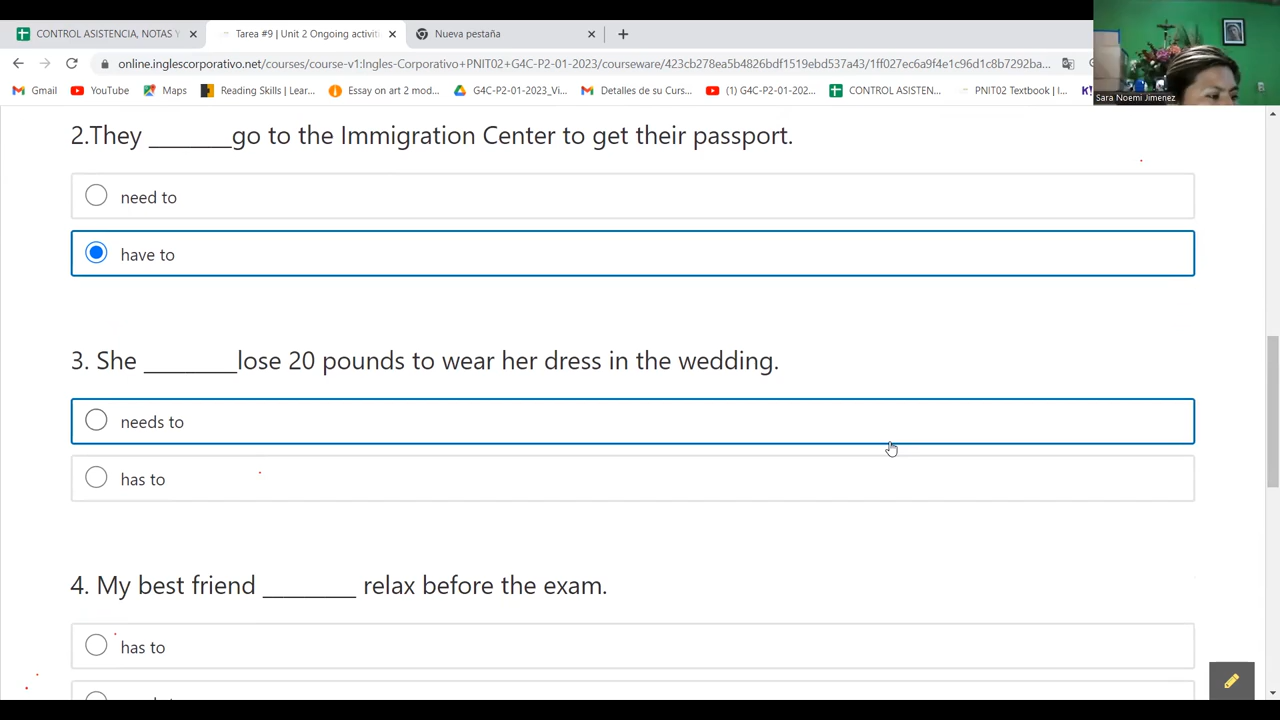 CONTROL ASISTENCIA, NOTAS Y
Tarea #9 | Unit 2 Ongoing activiti
Nueva pestaña
online.inglescorporativo.net/courses/course-v1:Ingles-Corporativo+PNIT02+G4C-P2-01-2023/courseware/423cb278ea5b4826bdf1519ebd537a43/1ff027ec6a9f4e1c96d1c8b7292ba...
Gmail
YouTube
Maps
Reading Skills | Lear...
Essay on art 2 mod...
G4C-P2-01-2023_Vi...
Detalles de su Curs...
(1) G4C-P2-01-202...
CONTROL ASISTEN...
PNIT02 Textbook | I...
Sara Noemi Jimenez
2.They ________go to the Immigration Center to get their passport.
need to
have to
3. She _________lose 20 pounds to wear her dress in the wedding.
needs to
has to
4. My best friend _________ relax before the exam.
has to